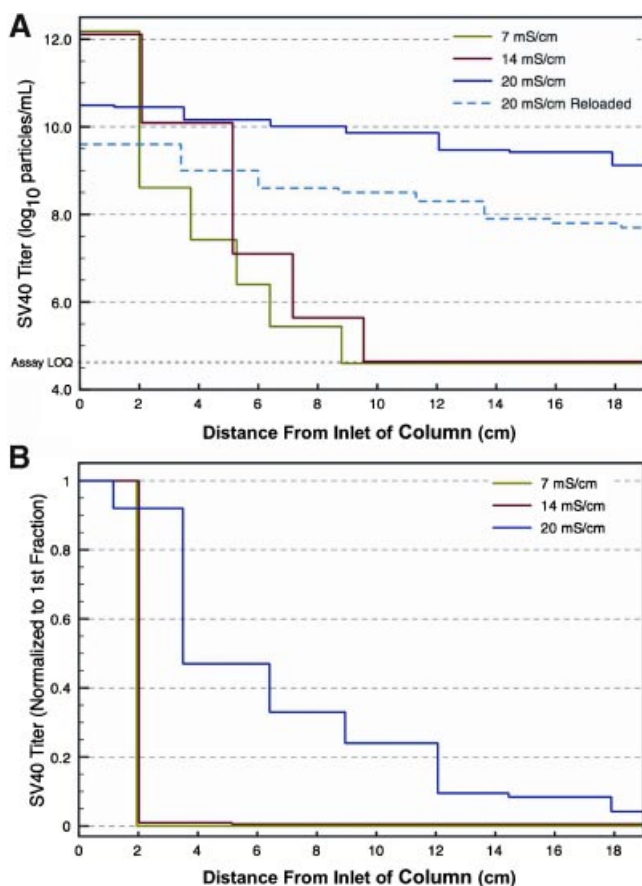 A
SV40 Titer (log10 particles/mL)
12.0
10.0
8.0
6.0
Assay LOQ
4.0
7 mS/cm
14 mS/cm
20 mS/cm
20 mS/cm Reloaded
0 2 4 6 8 10 12 14 16 18
Distance From Inlet of Column (cm)
B
SV40 Titer (Normalized to 1st Fraction)
1
0.8
0.6
0.4
0.2
0
7 mS/cm
14 mS/cm
20 mS/cm
0 2 4 6 8 10 12 14 16 18
Distance From Inlet of Column (cm)